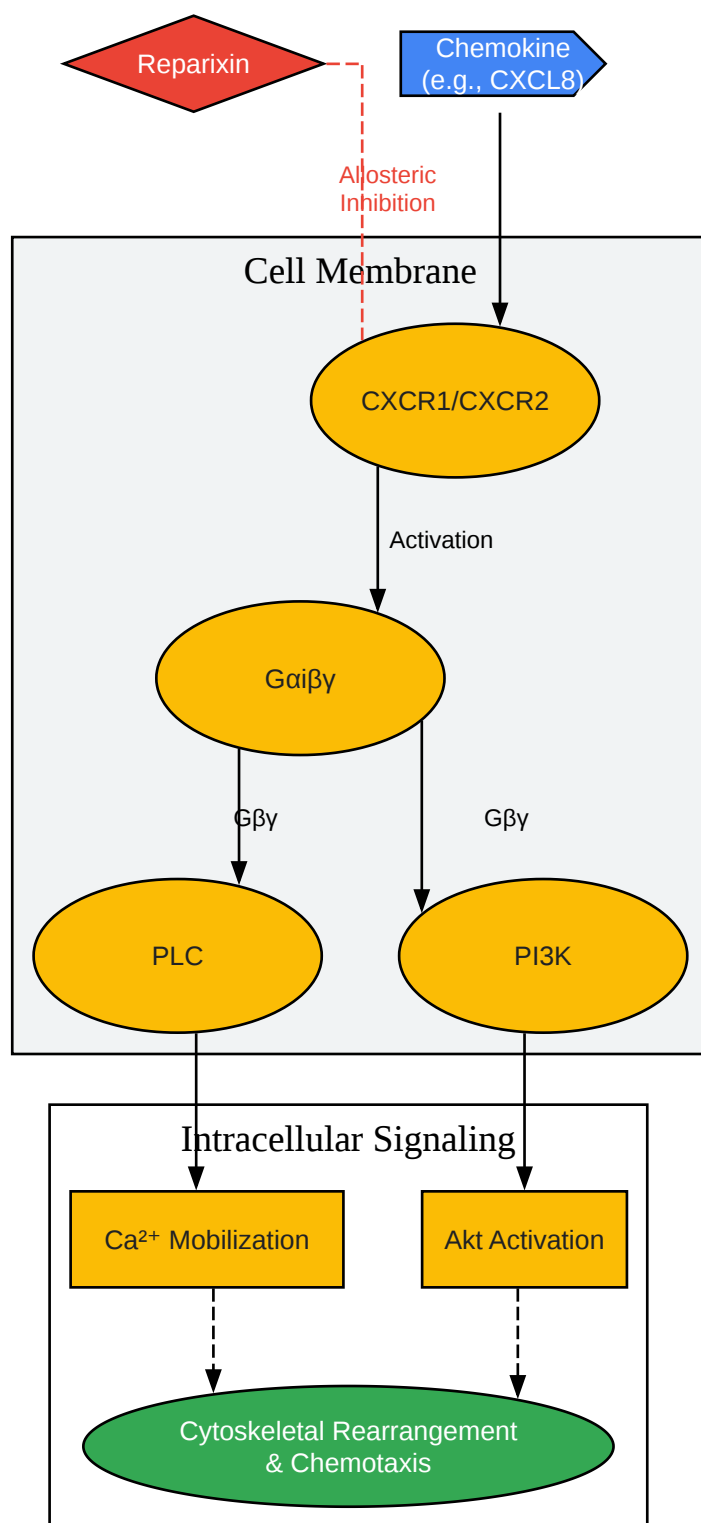 Reparixin
Chemokine
(e.g., CXCL8)
Allosteric
Inhibition
Cell Membrane
CXCR1/CXCR2
Activation
Gαiβγ
Gβγ
Gβγ
PLC
PI3K
Intracellular Signaling
Ca²⁺ Mobilization
Akt Activation
Cytoskeletal Rearrangement
& Chemotaxis